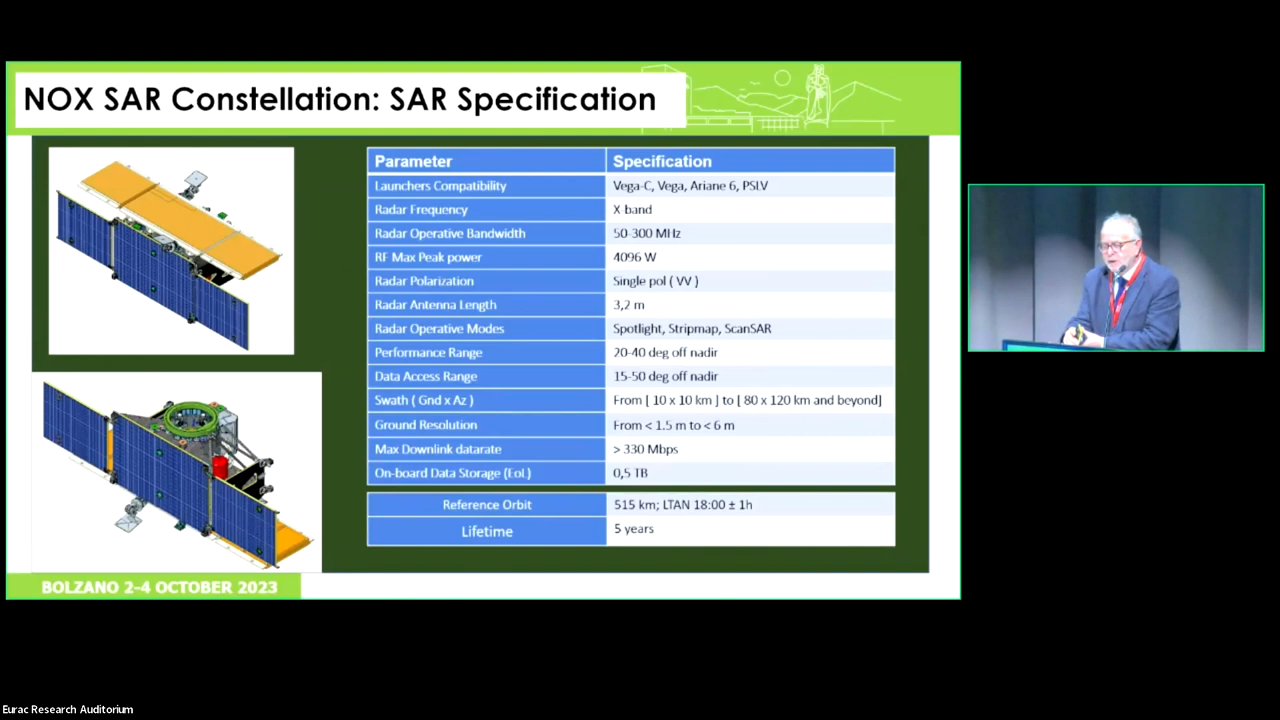 NOX SAR Constellation: SAR Specification
Parameter Specification
Launchers Compatibility Vega-C, Vega, Ariane 6, PSLV
Radar Frequency X band
Radar Operative Bandwidth 50-300 MHz
RF Max Peak power 4096 W
Radar Polarization Single pol ( VV )
Radar Antenna Length 3,2 m
Radar Operative Modes Spotlight, Stripmap, ScanSAR
Performance Range 20-40 deg off nadir
Data Access Range 15-50 deg off nadir
Swath ( Gnd x Az ) From [ 10 x 10 km ] to [ 80 x 120 km and beyond]
Ground Resolution From < 1.5 m to < 6 m
Max Downlink datarate > 330 Mbps
On-board Data Storage (EoL) 0,5 TB
Reference Orbit 515 km; LTAN 18:00 ± 1h
Lifetime 5 years
BOLZANO 2-4 OCTOBER 2023
Eurac Research Auditorium